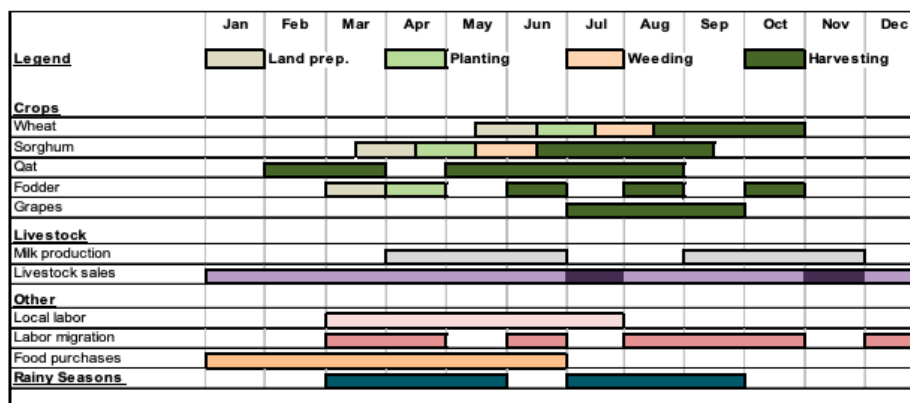 Jan Feb Mar Apr May Jun Jul Aug Sep Oct Nov Dec
Legend Land prep. Planting Weeding Harvesting
Crops
Wheat
Sorghum
Qat
Fodder
Grapes
Livestock
Milk production
Livestock sales
Other
Local labor
Labor migration
Food purchases
Rainy Seasons